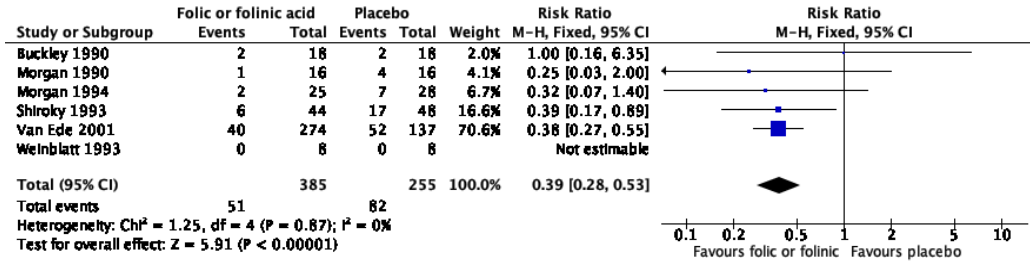 Folic or folinic acid Placebo Risk Ratio Risk Ratio
Study or Subgroup Events Total Events Total Weight M-H, Fixed, 95% CI M-H, Fixed, 95% CI
Buckley 1990 2 18 2 18 2.0% 1.00 [0.16, 6.35]
Morgan 1990 1 16 4 16 4.1% 0.25 [0.03, 2.00]
Morgan 1994 2 25 7 28 6.7% 0.32 [0.07, 1.40]
Shiroky 1993 6 44 17 48 16.6% 0.39 [0.17, 0.89]
Van Ede 2001 40 274 52 137 70.6% 0.38 [0.27, 0.55]
Weinblatt 1993 0 8 0 8 Not estimable
Total (95% CI) 385 255 100.0% 0.39 [0.28, 0.53]
Total events 51 82
Heterogeneity: Chi² = 1.25, df = 4 (P = 0.87); I² = 0%
Test for overall effect: Z = 5.91 (P < 0.00001)
0.1 0.2 0.5 1 2 5 10
Favours folic or folinic Favours placebo